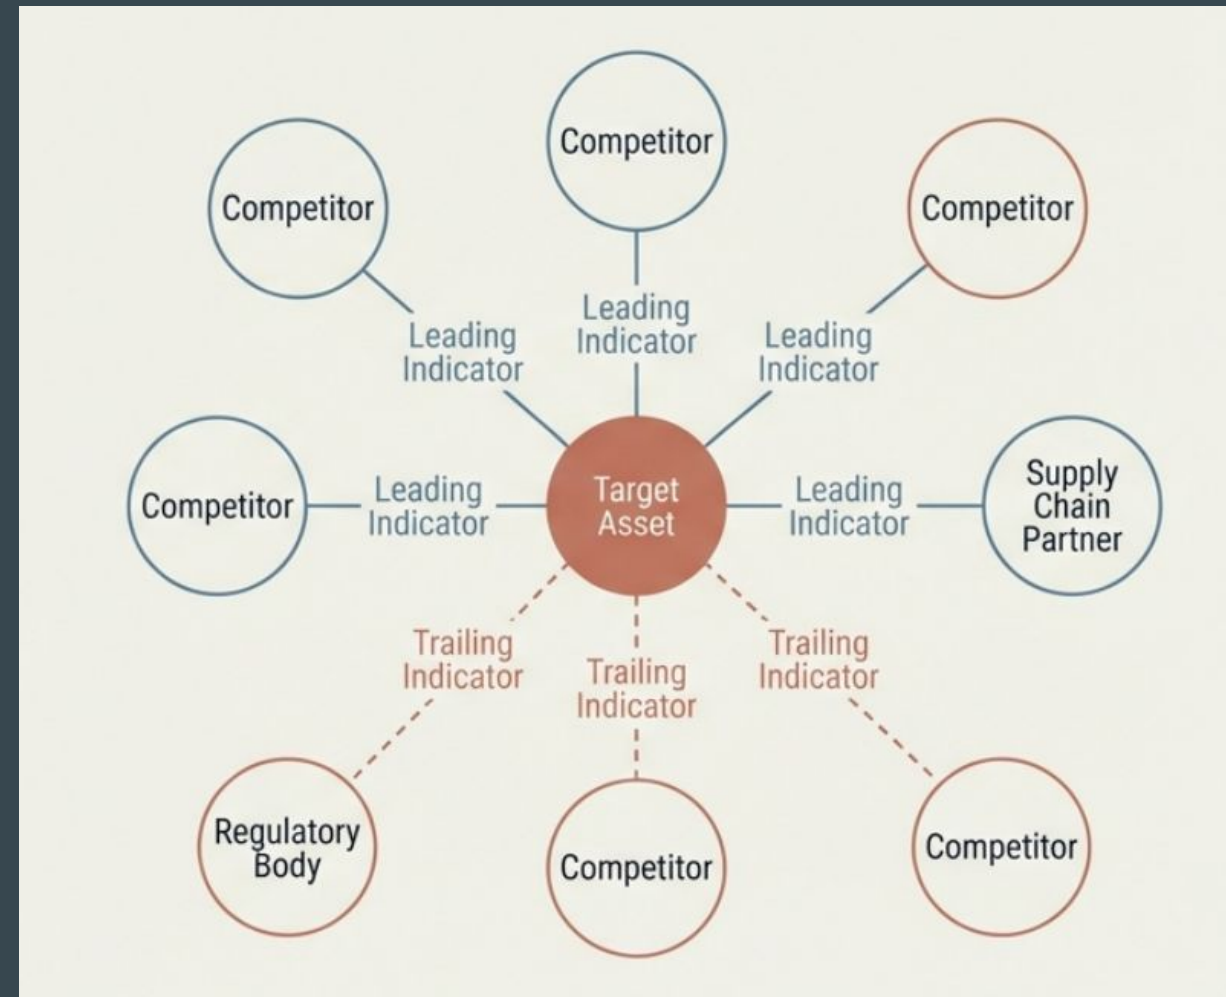 Competitor
Competitor
Competitor
Leading
Indicator
Leading
Indicator
Leading
Indicator
Competitor
Leading
Indicator
Target
Asset
Leading
Indicator
Supply
Chain
Partner
Trailing
Indicator
Trailing
Indicator
Trailing
Indicator
Regulatory
Body
Competitor
Competitor